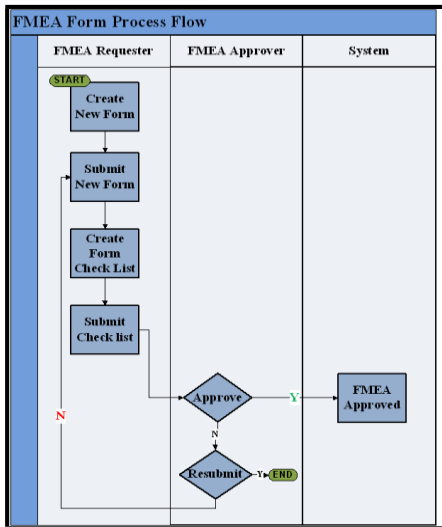 FMEA Form Process Flow
FMEA Requester
FMEA Approver
System
START
Create
New Form
Submit
New Form
Create
Form
Check List
Submit
Check list
Approve
Y
FMEA
Approved
N
N
Resubmit
Y
END